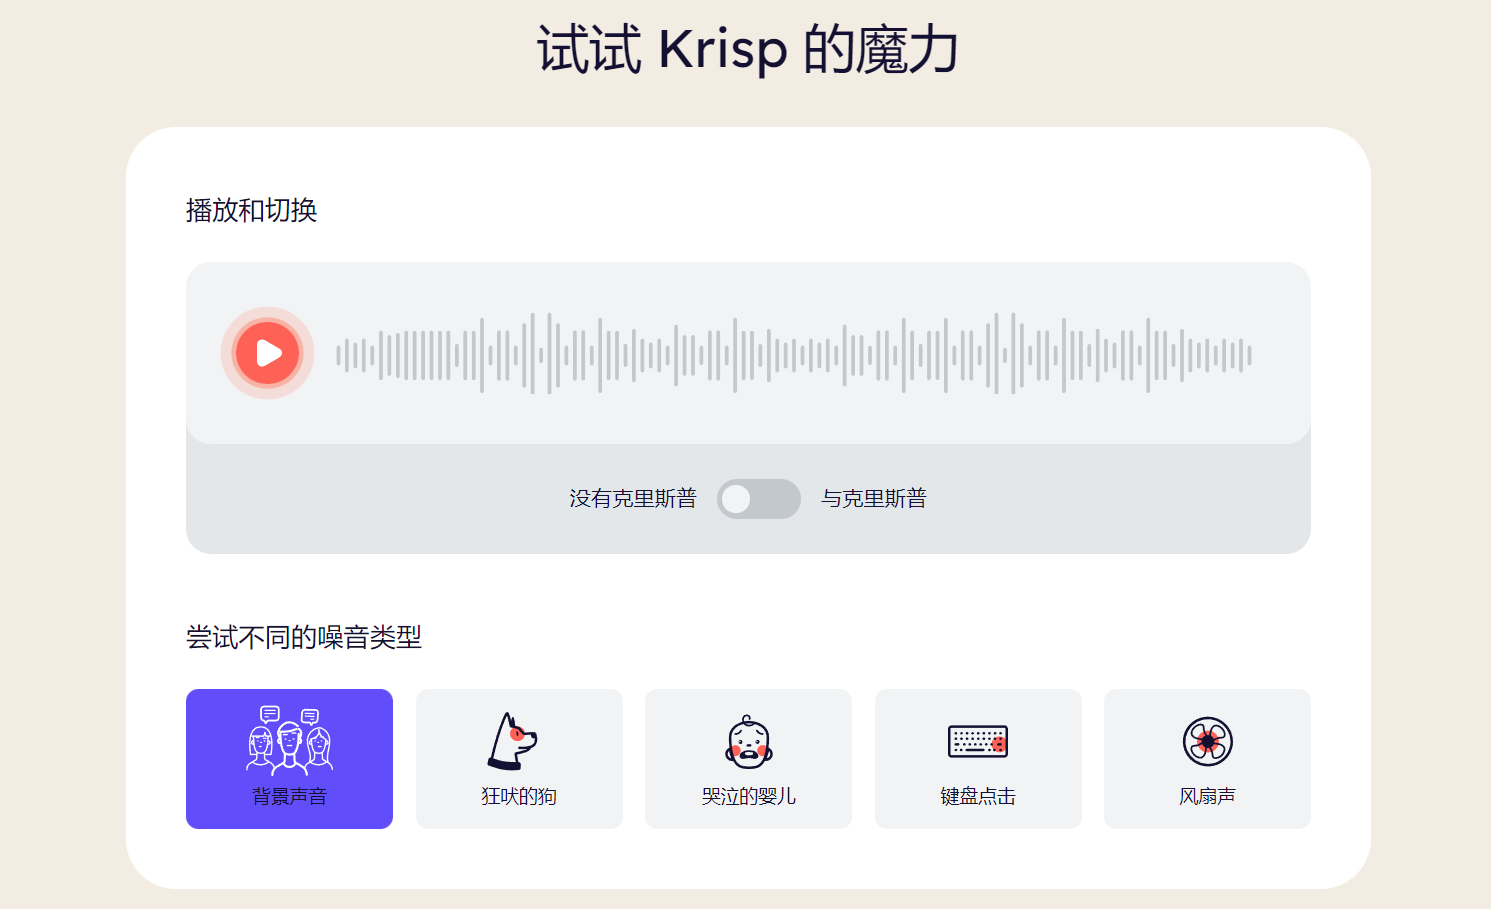 试试 Krisp 的魔力
播放和切换
没有克里斯普
与克里斯普
尝试不同的噪音类型
背景声音
狂吠的狗
哭泣的婴儿
键盘点击
风扇声